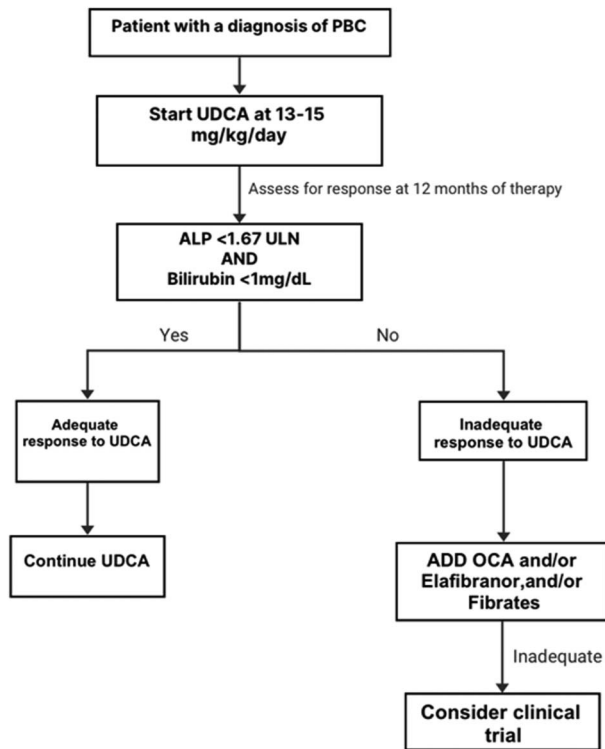 Patient with a diagnosis of PBC
Start UDCA at 13-15
mg/kg/day
Assess for response at 12 months of therapy
ALP <1.67 ULN
AND
Bilirubin <1mg/dL
Yes
No
Adequate
response to UDCA
Inadequate
response to UDCA
Continue UDCA
ADD OCA and/or
Elafibranor,and/or
Fibrates
Inadequate
Consider clinical
trial